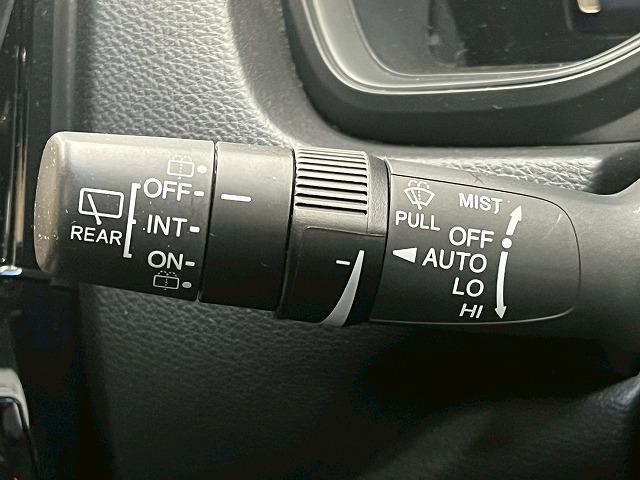 REAR
OFF
INT
ON
PULL
MIST
OFF
AUTO
LO
HI